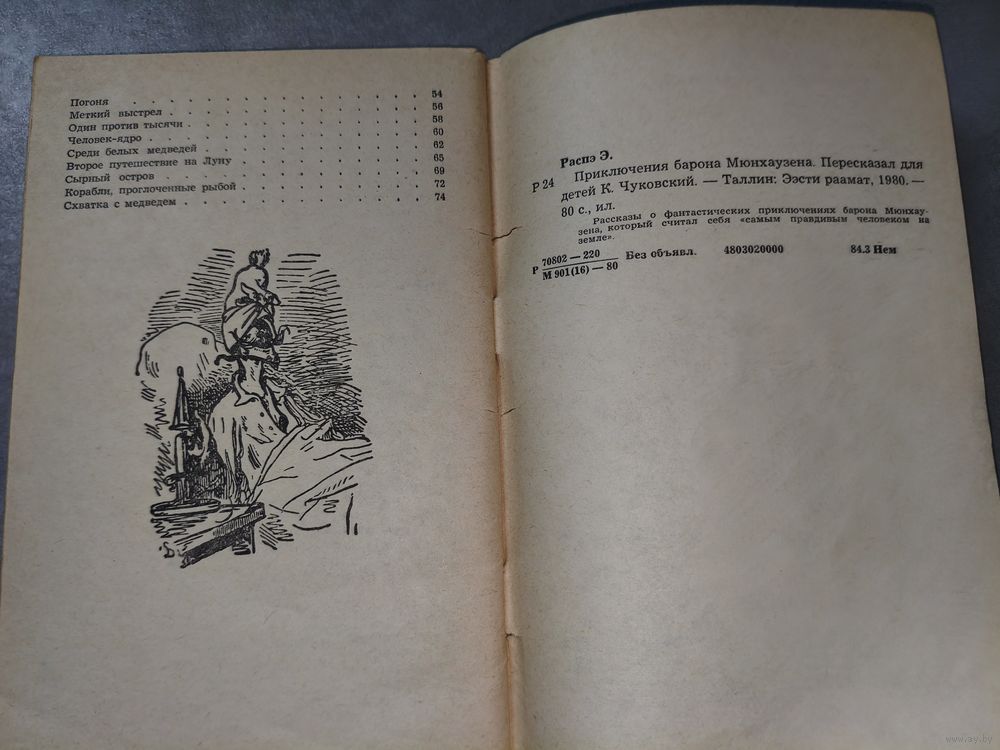 Погоня . . . . . . . . . . . . . . 54
Меткий выстрел . . . . . . . . . . . . 56
Один против тысячи . . . . . . . . . . . 58
Человек-ядро . . . . . . . . . . . . . 60
Среди белых медведей . . . . . . . . . . 62
Второе путешествие на Луну . . . . . . . . . 65
Сырный остров . . . . . . . . . . . . 69
Корабли, проглоченные рыбой . . . . . . . . 72
Схватка с медведем . . . . . . . . . . . 74
Распэ Э.
Р 24 Приключения барона Мюнхаузена. Пересказал для
детей К. Чуковский. — Таллин: Ээсти раамат, 1980. —
80 с., ил.
Рассказы о фантастических приключениях барона Мюнхау-
зена, который считал себя «самым правдивым человеком на
земле».
Р 70802 — 220 Без объявл. 4803020000 84.3 Нем
М 901(16) — 80
www.ay.by